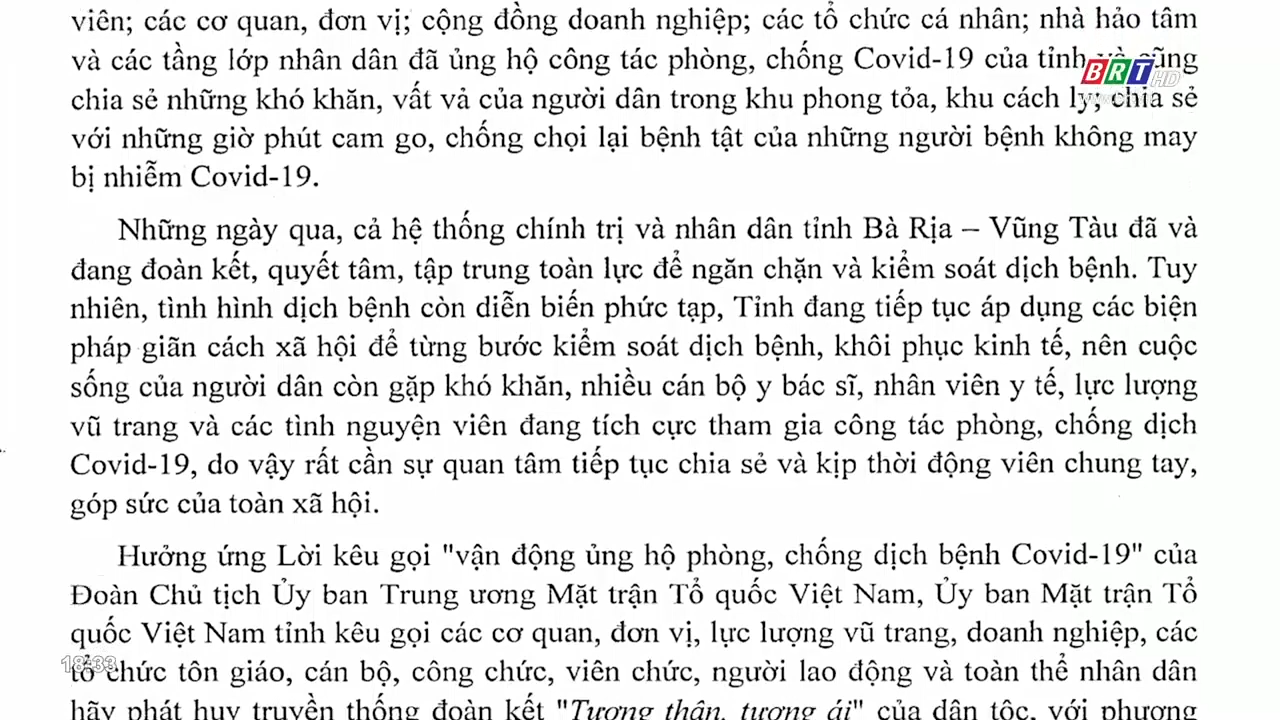 viên; các cơ quan, đơn vị; cộng đồng doanh nghiệp; các tổ chức cá nhân; nhà hảo tâm
và các tầng lớp nhân dân đã ủng hộ công tác phòng, chống Covid-19 của tỉnh và cũng
BRT HD
chia sẻ những khó khăn, vất vả của người dân trong khu phong tỏa, khu cách ly; chia sẻ
với những giờ phút cam go, chống chọi lại bệnh tật của những người bệnh không may
bị nhiễm Covid-19.
Những ngày qua, cả hệ thống chính trị và nhân dân tỉnh Bà Rịa – Vũng Tàu đã và
đang đoàn kết, quyết tâm, tập trung toàn lực để ngăn chặn và kiểm soát dịch bệnh. Tuy
nhiên, tình hình dịch bệnh còn diễn biến phức tạp, Tỉnh đang tiếp tục áp dụng các biện
pháp giãn cách xã hội để từng bước kiểm soát dịch bệnh, khôi phục kinh tế, nên cuộc
sống của người dân còn gặp khó khăn, nhiều cán bộ y bác sĩ, nhân viên y tế, lực lượng
vũ trang và các tình nguyện viên đang tích cực tham gia công tác phòng, chống dịch
Covid-19, do vậy rất cần sự quan tâm tiếp tục chia sẻ và kịp thời động viên chung tay,
góp sức của toàn xã hội.
Hưởng ứng Lời kêu gọi "vận động ủng hộ phòng, chống dịch bệnh Covid-19" của
Đoàn Chủ tịch Ủy ban Trung ương Mặt trận Tổ quốc Việt Nam, Ủy ban Mặt trận Tổ
quốc Việt Nam tỉnh kêu gọi các cơ quan, đơn vị, lực lượng vũ trang, doanh nghiệp, các
18:33
tổ chức tôn giáo, cán bộ, công chức, viên chức, người lao động và toàn thể nhân dân
hãy phát huy truyền thống đoàn kết "Tương thân, tương ái" của dân tộc, với phương